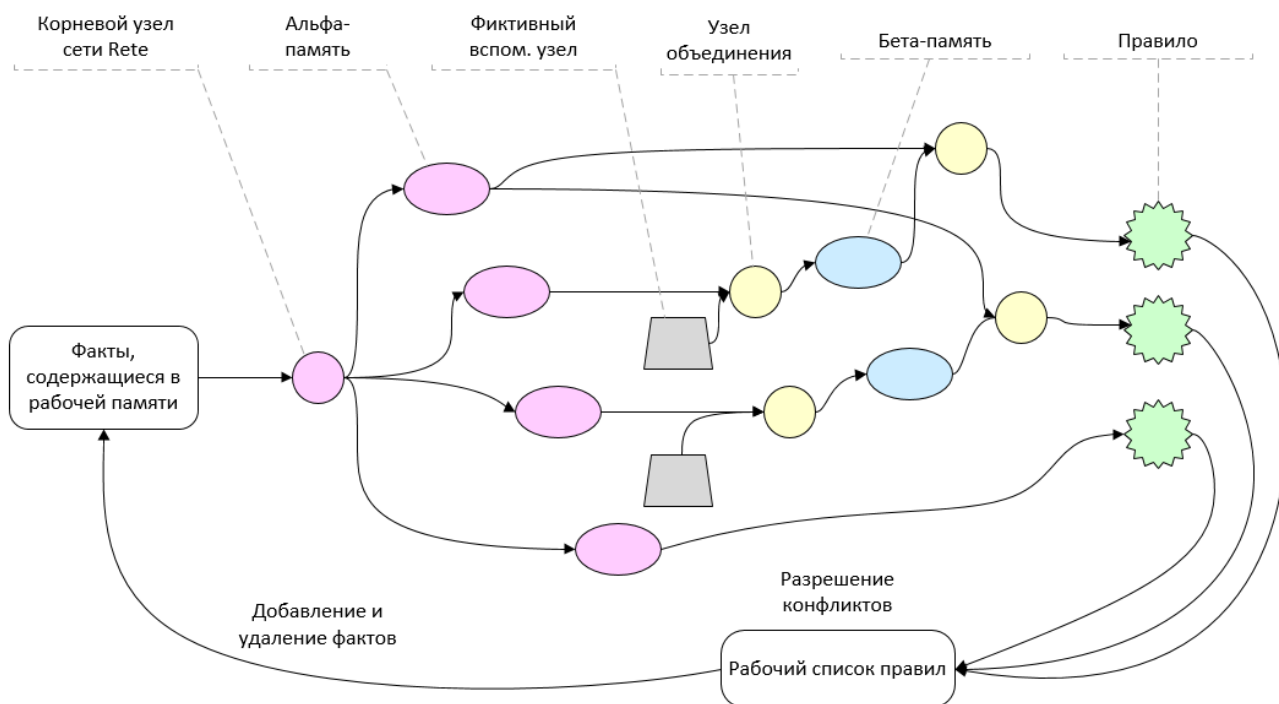 Корневой узел
сети Rete
Альфа-
память
Фиктивный
вспом. узел
Узел
объединения
Бета-память
Правило
Факты,
содержащиеся в
рабочей памяти
Добавление и
удаление фактов
Разрешение
конфликтов
Рабочий список правил